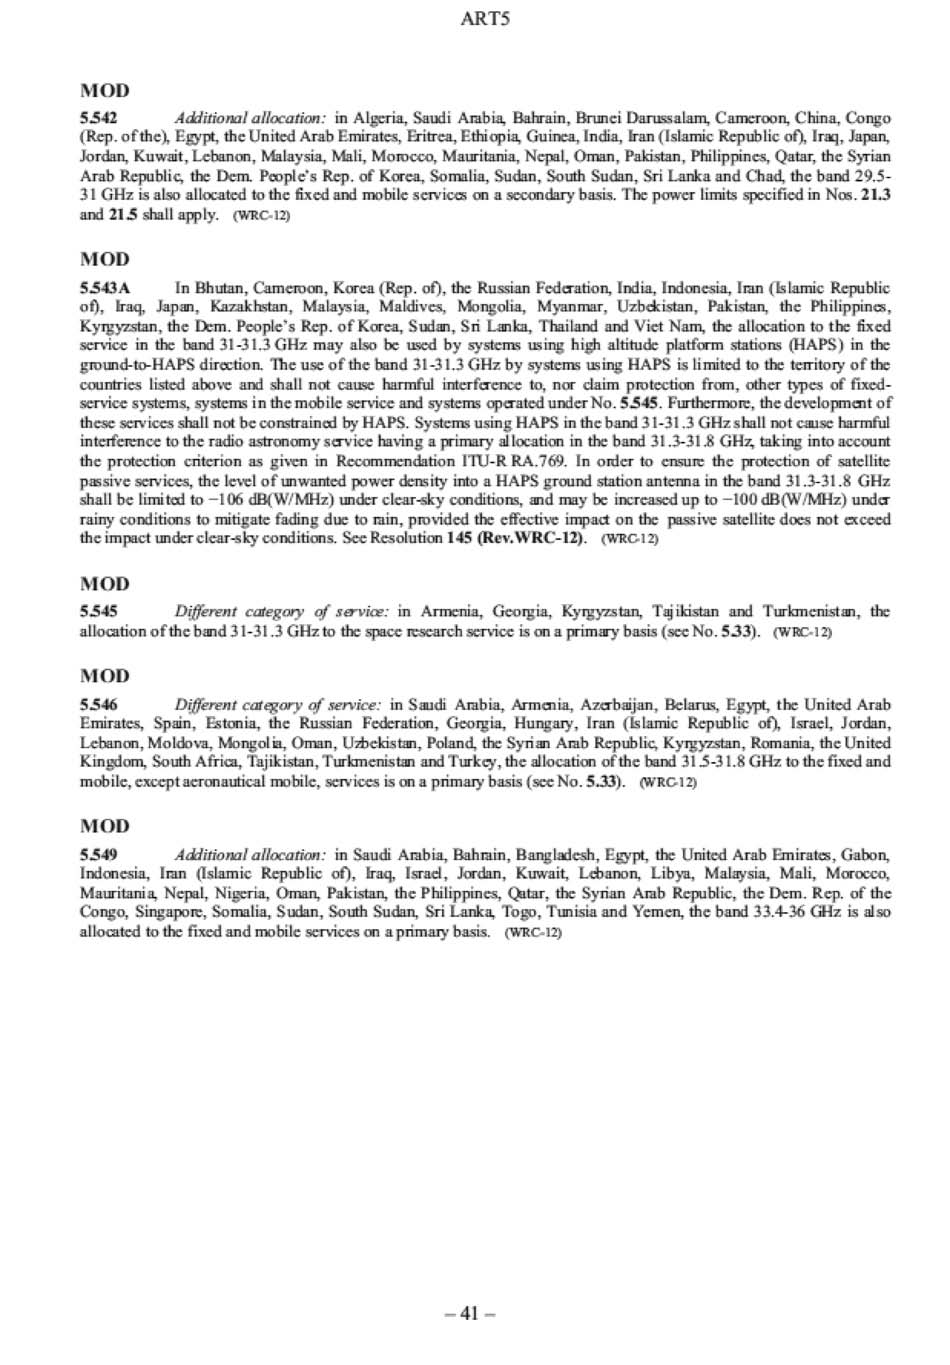 ART5
MOD
5.542 Additional allocation: in Algeria, Saudi Arabia, Bahrain, Brunei Darussalam, Cameroon, China, Congo
(Rep. of the), Egypt, the United Arab Emirates, Eritrea, Ethiopia, Guinea, India, Iran (Islamic Republic of), Iraq, Japan,
Jordan, Kuwait, Lebanon, Malaysia, Mali, Morocco, Mauritania, Nepal, Oman, Pakistan, Philippines, Qatar, the Syrian
Arab Republic, the Dem. People's Rep. of Korea, Somalia, Sudan, South Sudan, Sri Lanka and Chad, the band 29.5-
31 GHz is also allocated to the fixed and mobile services on a secondary basis. The power limits specified in Nos. 21.3
and 21.5 shall apply. (WRC-12)
MOD
5.543A In Bhutan, Cameroon, Korea (Rep. of), the Russian Federation, India, Indonesia, Iran (Islamic Republic
of), Iraq, Japan, Kazakhstan, Malaysia, Maldives, Mongolia, Myanmar, Uzbekistan, Pakistan, the Philippines,
Kyrgyzstan, the Dem. People's Rep. of Korea, Sudan, Sri Lanka, Thailand and Viet Nam, the allocation to the fixed
service in the band 31-31.3 GHz may also be used by systems using high altitude platform stations (HAPS) in the
ground-to-HAPS direction. The use of the band 31-31.3 GHz by systems using HAPS is limited to the territory of the
countries listed above and shall not cause harmful interference to, nor claim protection from, other types of fixed-
service systems, systems in the mobile service and systems operated under No. 5.545. Furthermore, the development of
these services shall not be constrained by HAPS. Systems using HAPS in the band 31-31.3 GHz shall not cause harmful
interference to the radio astronomy service having a primary allocation in the band 31.3-31.8 GHz, taking into account
the protection criterion as given in Recommendation ITU-R RA.769. In order to ensure the protection of satellite
passive services, the level of unwanted power density into a HAPS ground station antenna in the band 31.3-31.8 GHz
shall be limited to −106 dB(W/MHz) under clear-sky conditions, and may be increased up to −100 dB(W/MHz) under
rainy conditions to mitigate fading due to rain, provided the effective impact on the passive satellite does not exceed
the impact under clear-sky conditions. See Resolution 145 (Rev.WRC-12). (WRC-12)
MOD
5.545 Different category of service: in Armenia, Georgia, Kyrgyzstan, Tajikistan and Turkmenistan, the
allocation of the band 31-31.3 GHz to the space research service is on a primary basis (see No. 5.33). (WRC-12)
MOD
5.546 Different category of service: in Saudi Arabia, Armenia, Azerbaijan, Belarus, Egypt, the United Arab
Emirates, Spain, Estonia, the Russian Federation, Georgia, Hungary, Iran (Islamic Republic of), Israel, Jordan,
Lebanon, Moldova, Mongolia, Oman, Uzbekistan, Poland, the Syrian Arab Republic, Kyrgyzstan, Romania, the United
Kingdom, South Africa, Tajikistan, Turkmenistan and Turkey, the allocation of the band 31.5-31.8 GHz to the fixed and
mobile, except aeronautical mobile, services is on a primary basis (see No. 5.33). (WRC-12)
MOD
5.549 Additional allocation: in Saudi Arabia, Bahrain, Bangladesh, Egypt, the United Arab Emirates, Gabon,
Indonesia, Iran (Islamic Republic of), Iraq, Israel, Jordan, Kuwait, Lebanon, Libya, Malaysia, Mali, Morocco,
Mauritania, Nepal, Nigeria, Oman, Pakistan, the Philippines, Qatar, the Syrian Arab Republic, the Dem. Rep. of the
Congo, Singapore, Somalia, Sudan, South Sudan, Sri Lanka, Togo, Tunisia and Yemen, the band 33.4-36 GHz is also
allocated to the fixed and mobile services on a primary basis. (WRC-12)
– 41 –